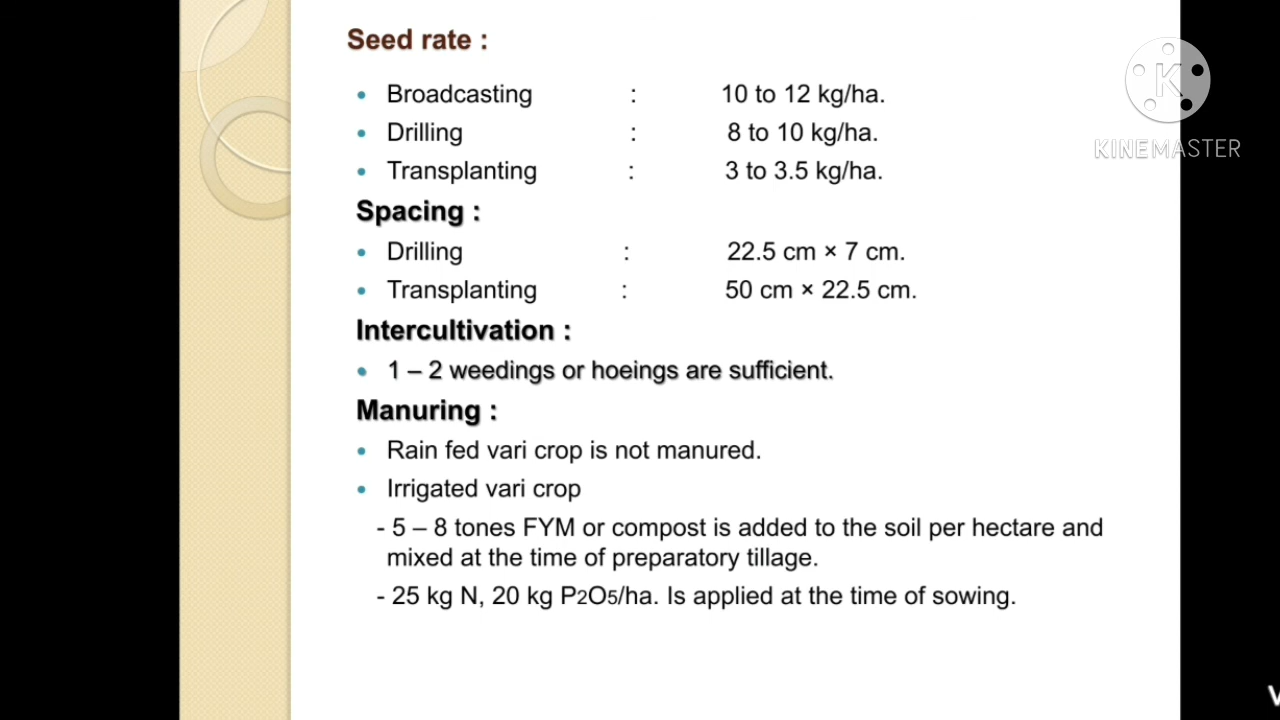 Seed rate :
• Broadcasting : 10 to 12 kg/ha.
• Drilling : 8 to 10 kg/ha.
• Transplanting : 3 to 3.5 kg/ha.
Spacing :
• Drilling : 22.5 cm × 7 cm.
• Transplanting : 50 cm × 22.5 cm.
Intercultivation :
• 1 – 2 weedings or hoeings are sufficient.
Manuring :
• Rain fed vari crop is not manured.
• Irrigated vari crop
- 5 – 8 tones FYM or compost is added to the soil per hectare and
mixed at the time of preparatory tillage.
- 25 kg N, 20 kg P2O5/ha. Is applied at the time of sowing.
K
KINEMASTER